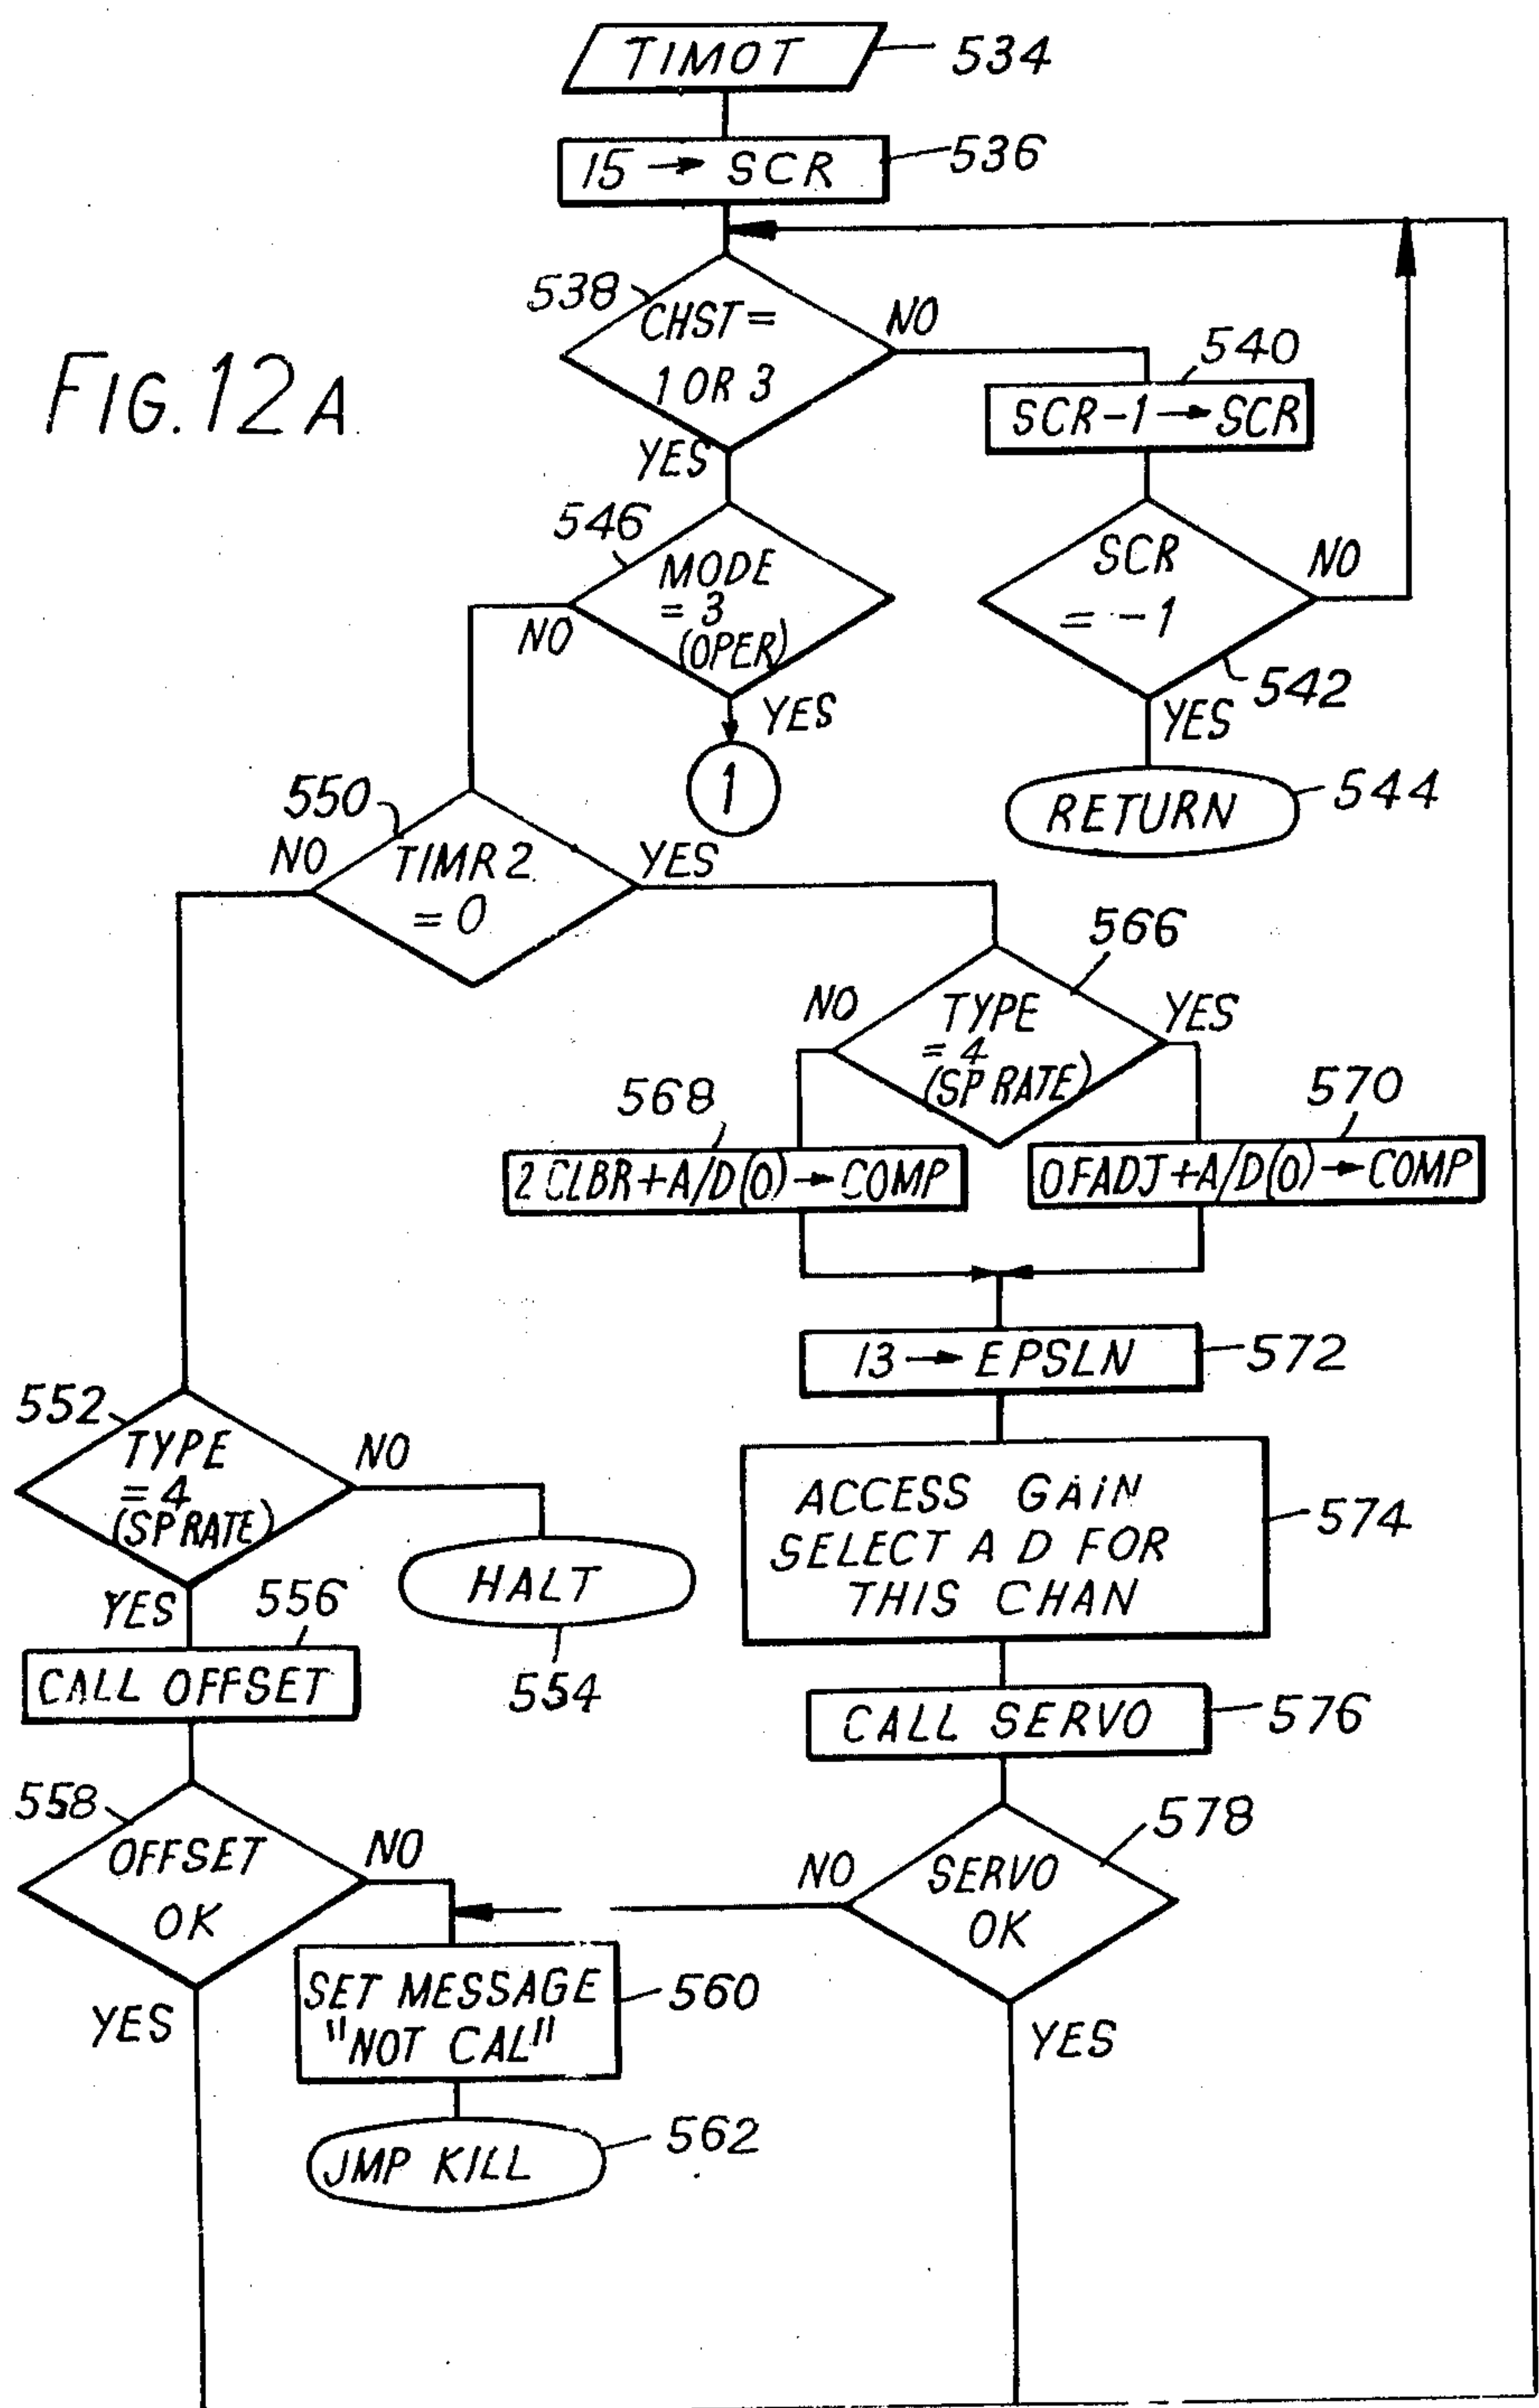 TIMOT
534
15 → SCR
536
538
CHST =
1 OR 3
NO
540
SCR-1 → SCR
FIG. 12A.
YES
546
MODE
= 3
(OPER)
NO
YES
1
SCR
= -1
NO
542
YES
RETURN
544
550
NO
TIMR 2
= 0
YES
566
NO
TYPE
= 4
(SP RATE)
YES
568
570
2 CLBR+A/D(0) → COMP
OFADJ+A/D(0) → COMP
13 → EPSLN
572
552
TYPE
= 4
(SP RATE)
NO
HALT
554
YES
556
CALL OFFSET
ACCESS GAIN
SELECT A D FOR
THIS CHAN
574
CALL SERVO
576
558
OFFSET
OK
NO
YES
578
SERVO
OK
NO
YES
SET MESSAGE
"NOT CAL"
560
JMP KILL
562